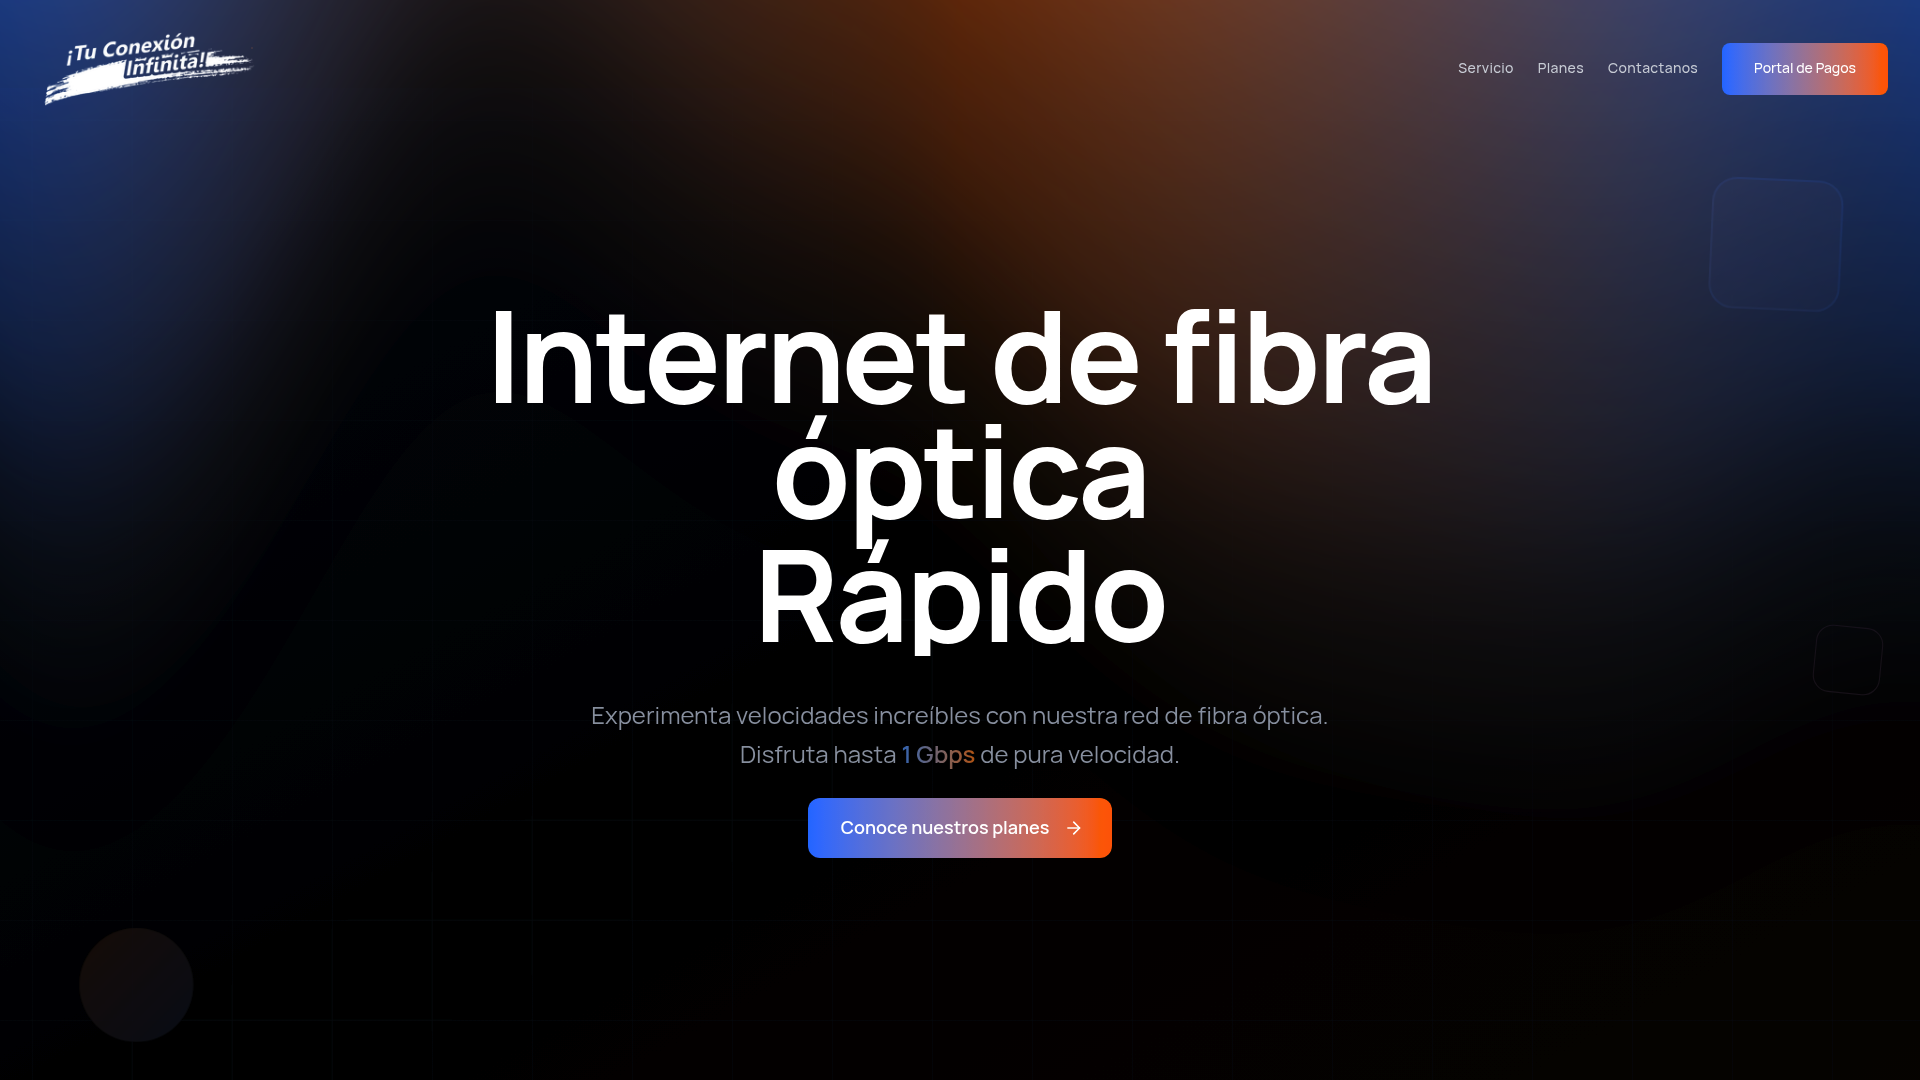 ¡Tu Conexión
Infinita!
Servicio
Planes
Contactanos
Portal de Pagos
Internet de fibra
óptica
Rápido
Experimenta velocidades increíbles con nuestra red de fibra óptica.
Disfruta hasta 1 Gbps de pura velocidad.
Conoce nuestros planes